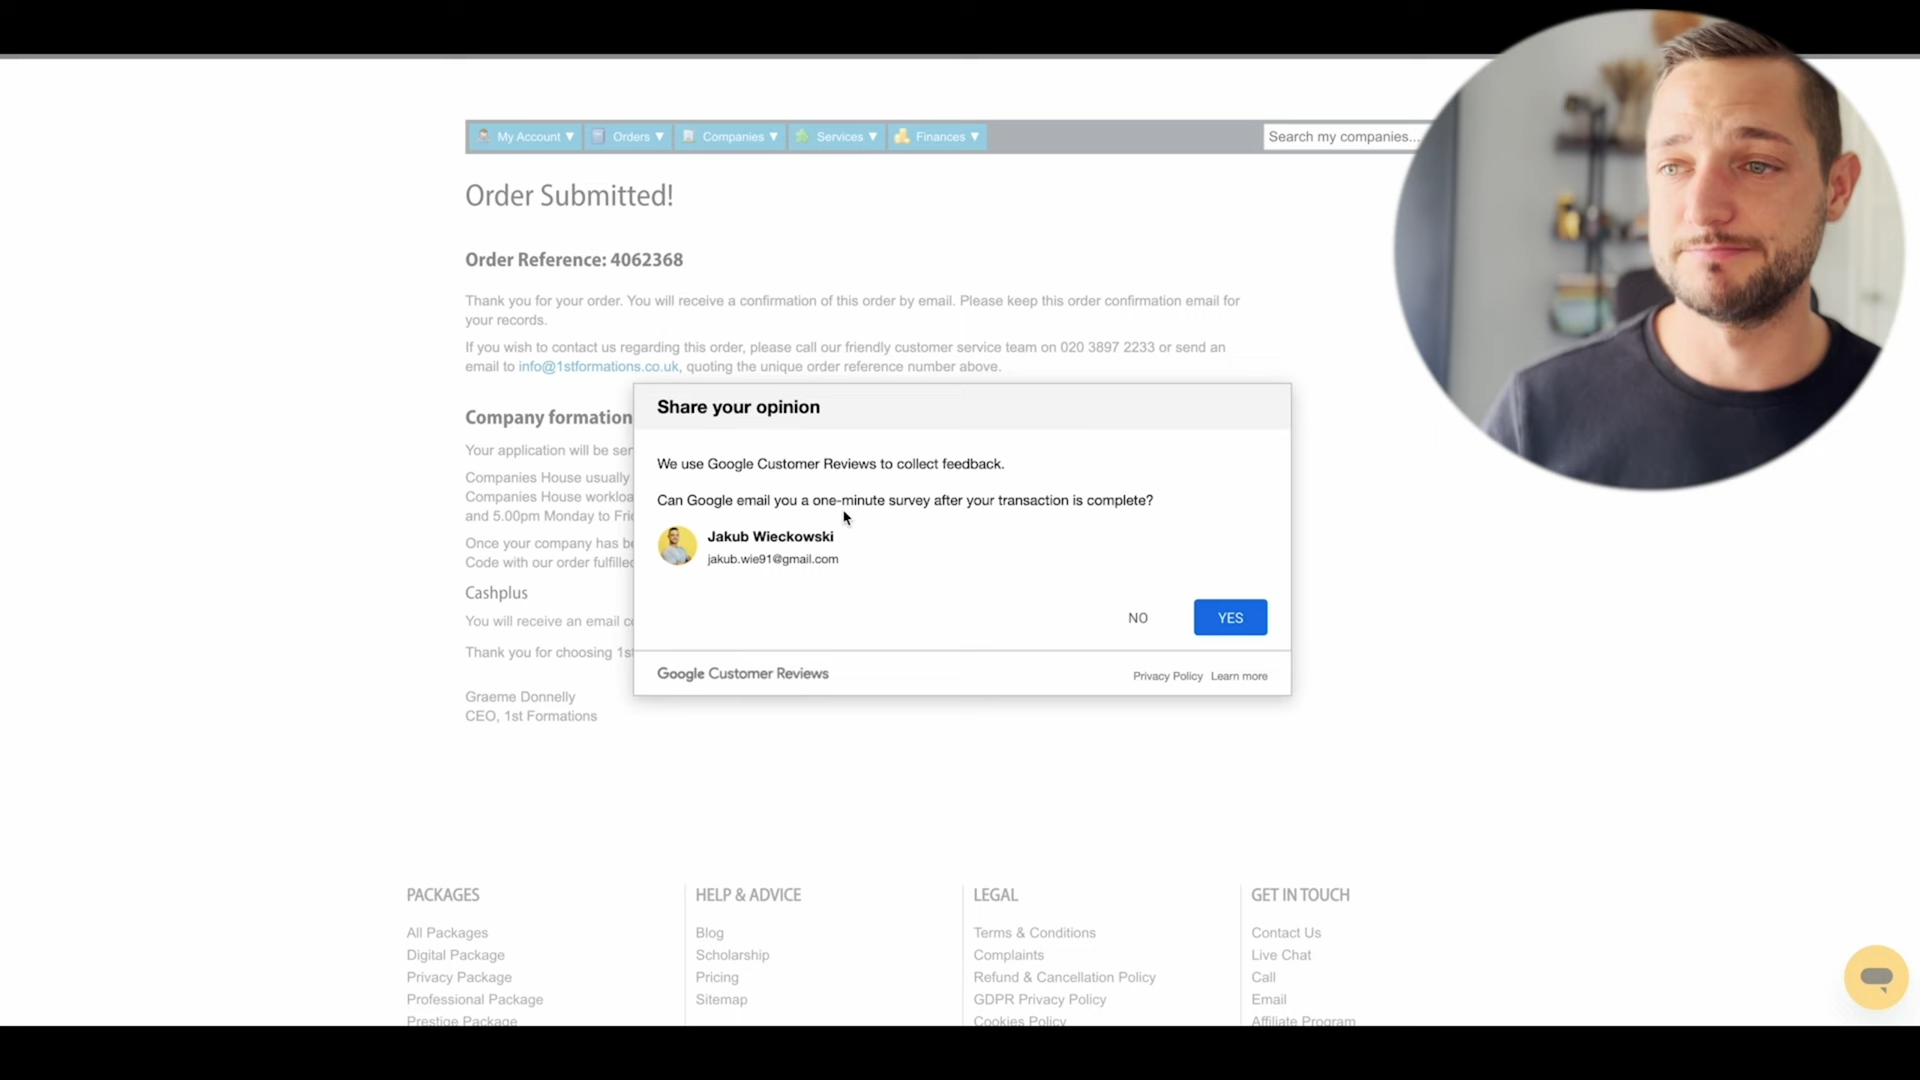 My Account ▼ Orders ▼ Companies ▼ Services ▼ Finances ▼ Search my companies...
Order Submitted!
Order Reference: 4062368
Thank you for your order. You will receive a confirmation of this order by email. Please keep this order confirmation email for
your records.
If you wish to contact us regarding this order, please call our friendly customer service team on 020 3897 2233 or send an
email to info@1stformations.co.uk, quoting the unique order reference number above.
Company formation
Your application will be ser
Companies House usually
Companies House workloa
and 5.00pm Monday to Fri
Once your company has be
Code with our order fulfille
Cashplus
You will receive an email co
Thank you for choosing 1st
Graeme Donnelly
CEO, 1st Formations
Share your opinion
We use Google Customer Reviews to collect feedback.
Can Google email you a one-minute survey after your transaction is complete?
Jakub Wieckowski
jakub.wie91@gmail.com
NO YES
Google Customer Reviews Privacy Policy Learn more
PACKAGES
All Packages
Digital Package
Privacy Package
Professional Package
Prestige Package
HELP & ADVICE
Blog
Scholarship
Pricing
Sitemap
LEGAL
Terms & Conditions
Complaints
Refund & Cancellation Policy
GDPR Privacy Policy
Cookies Policy
GET IN TOUCH
Contact Us
Live Chat
Call
Email
Affiliate Program